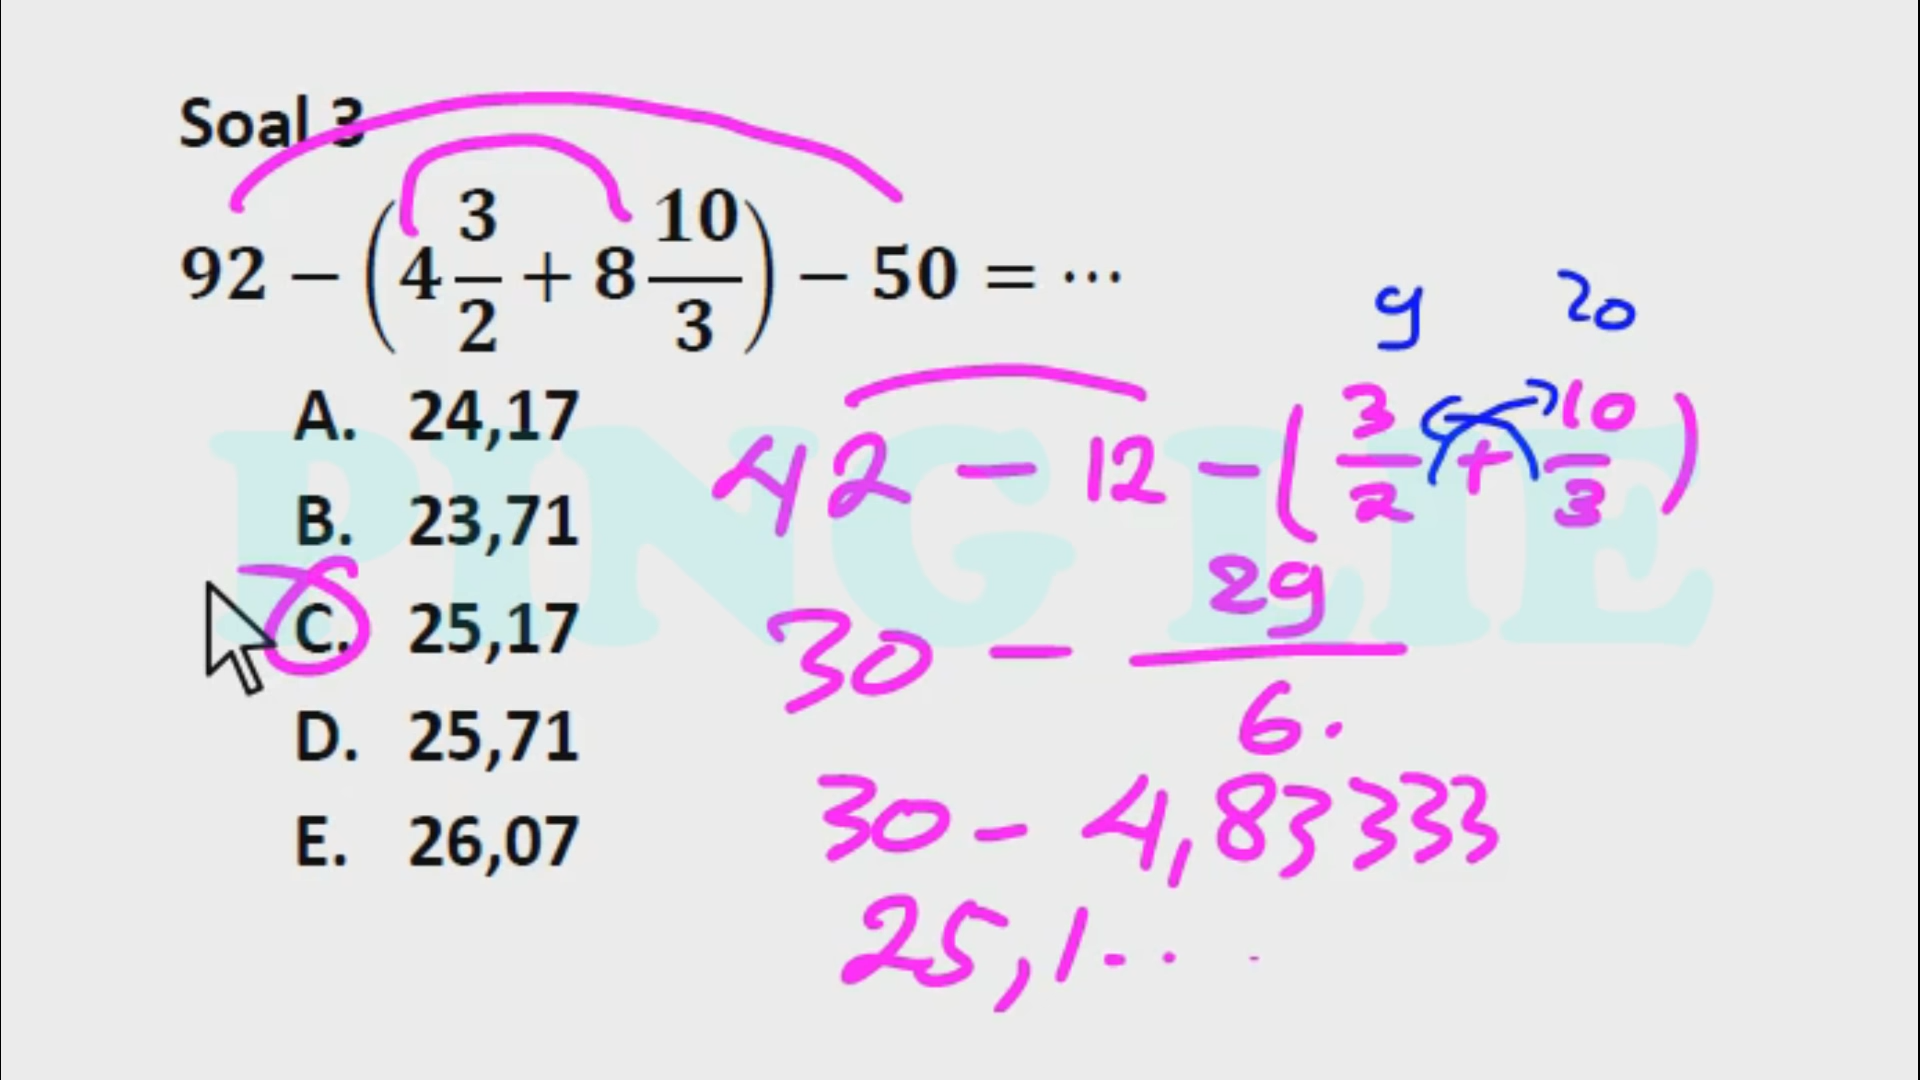 Soal 3
92 − (4 3/2 + 8 10/3) − 50 = ⋯
A. 24,17
B. 23,71
C. 25,17
D. 25,71
E. 26,07
PING LIE
9 20
42 − 12 − (3/2 + 10/3)
30 − 29/6.
30 − 4,83333
25,1...